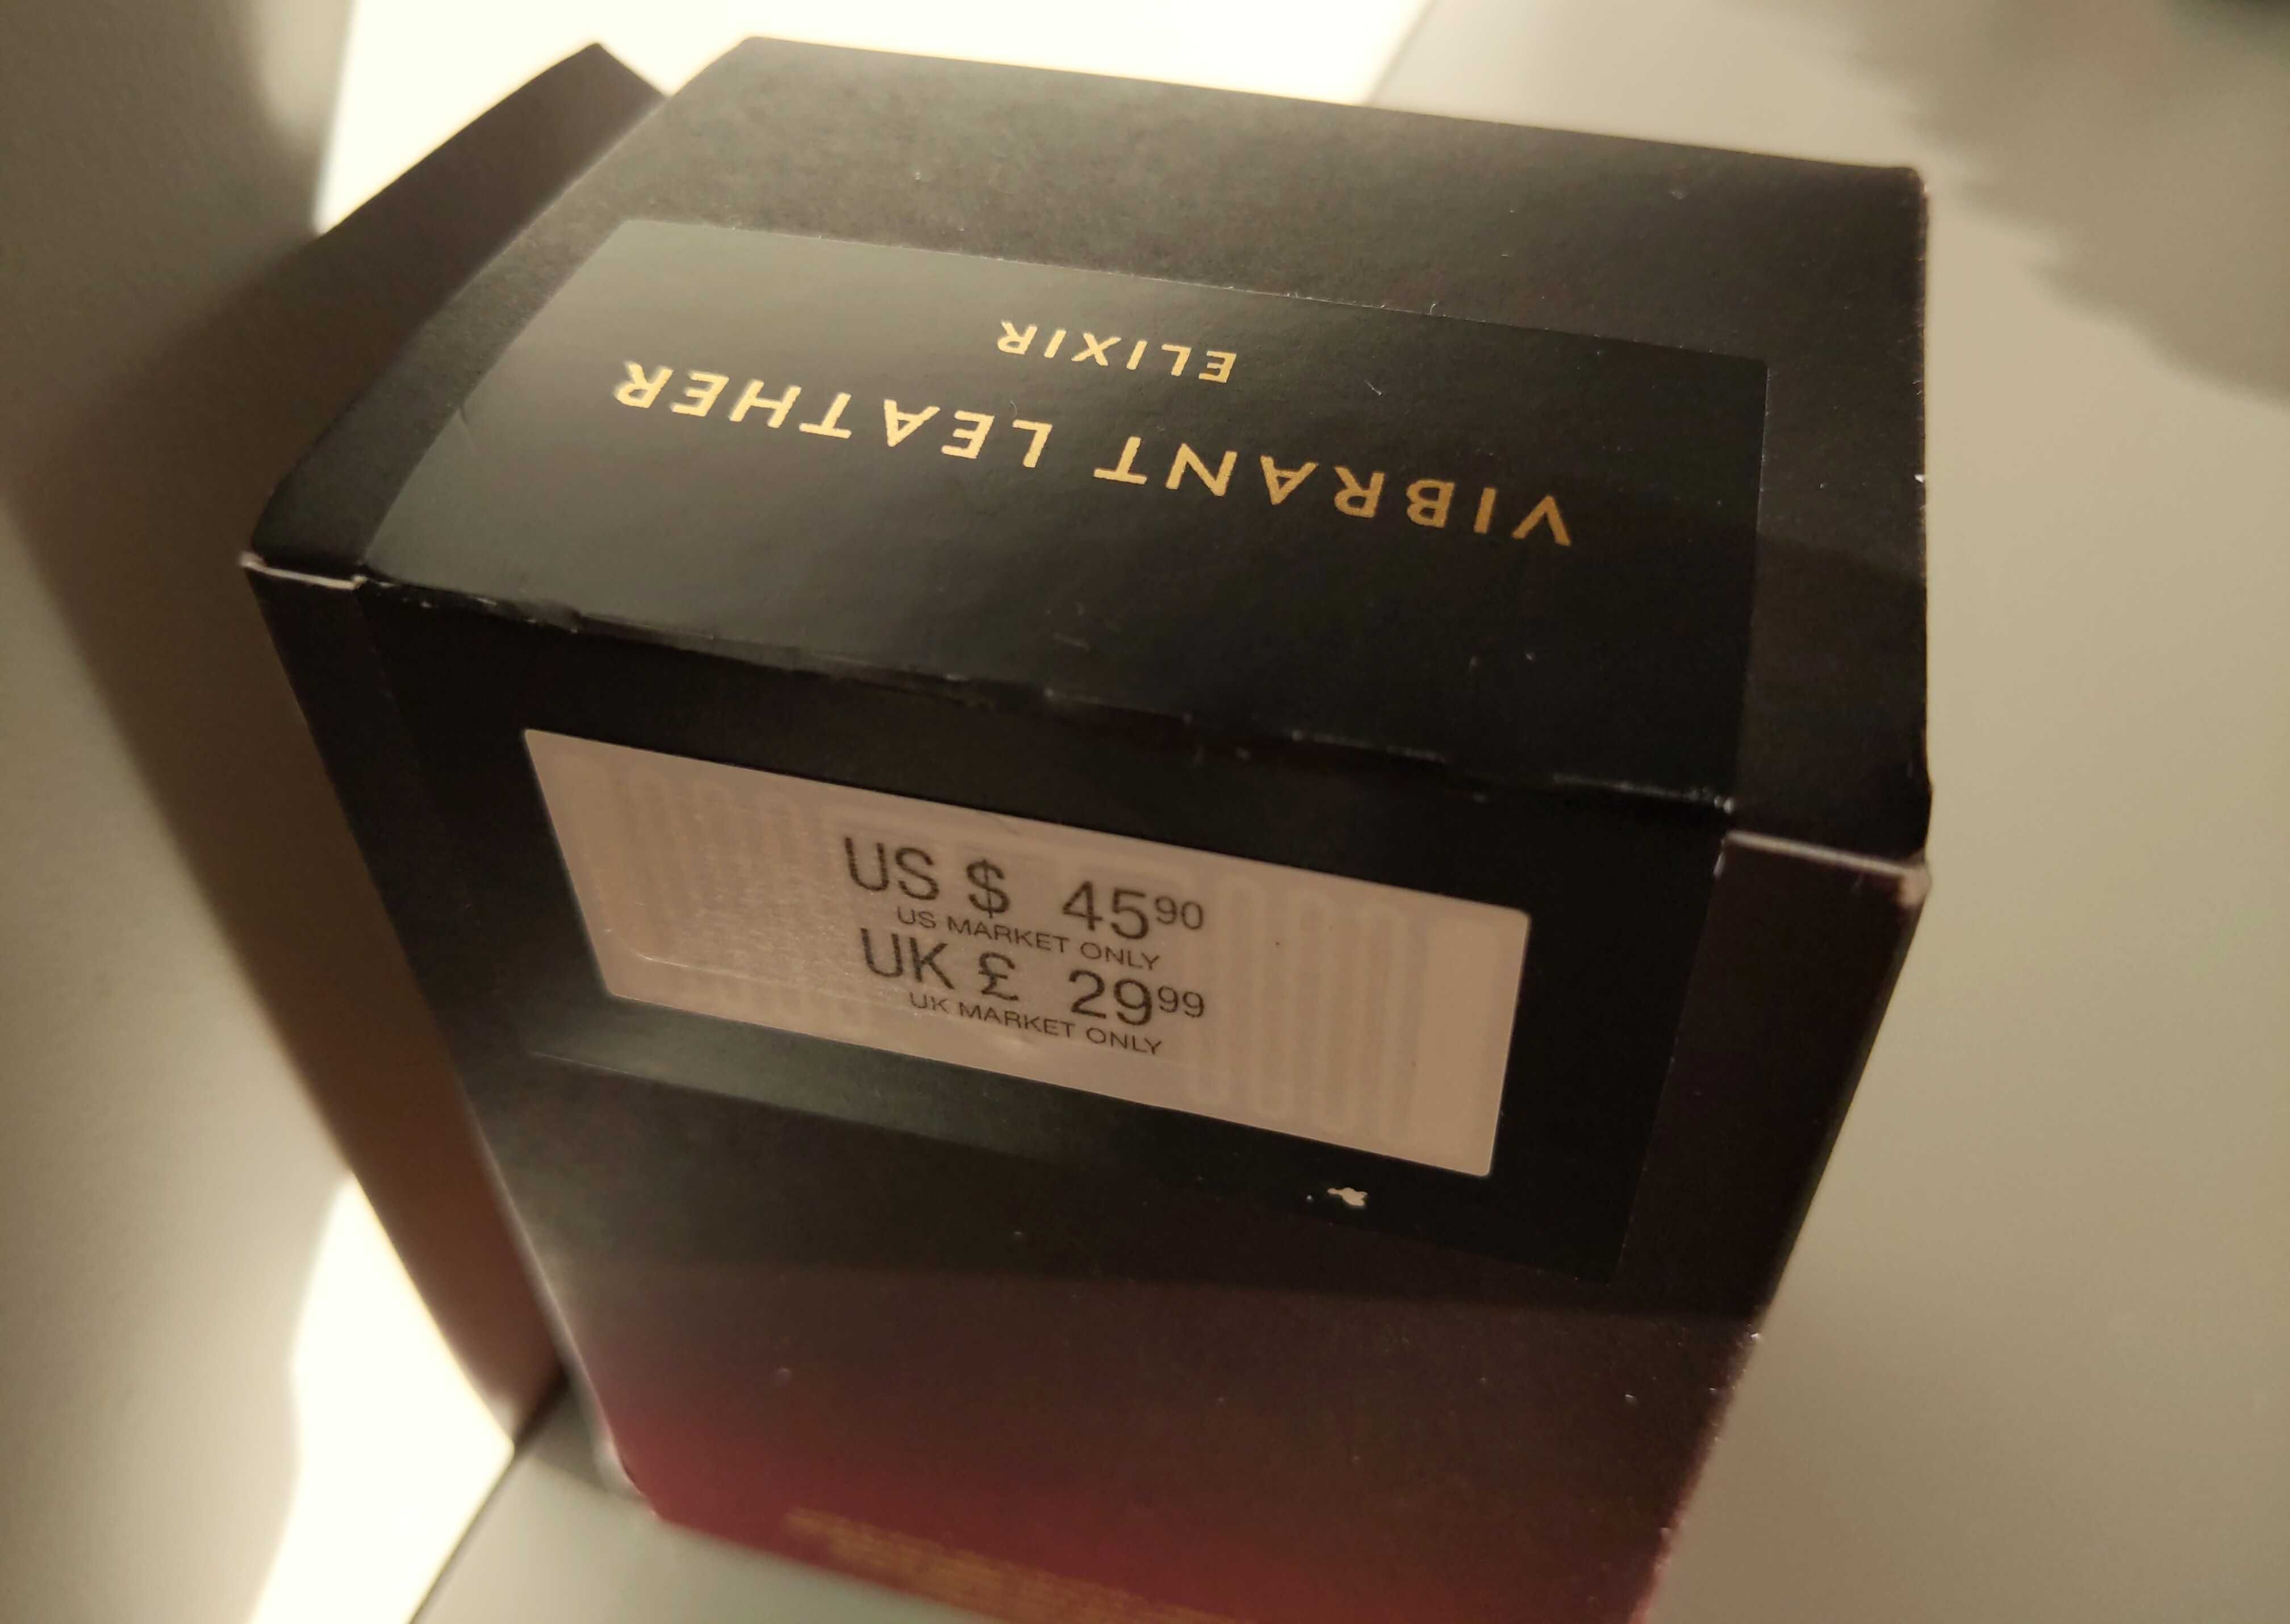 VIBRANT LEATHER
ELIXIR
US $ 45 90
US MARKET ONLY
UK £ 29 99
UK MARKET ONLY